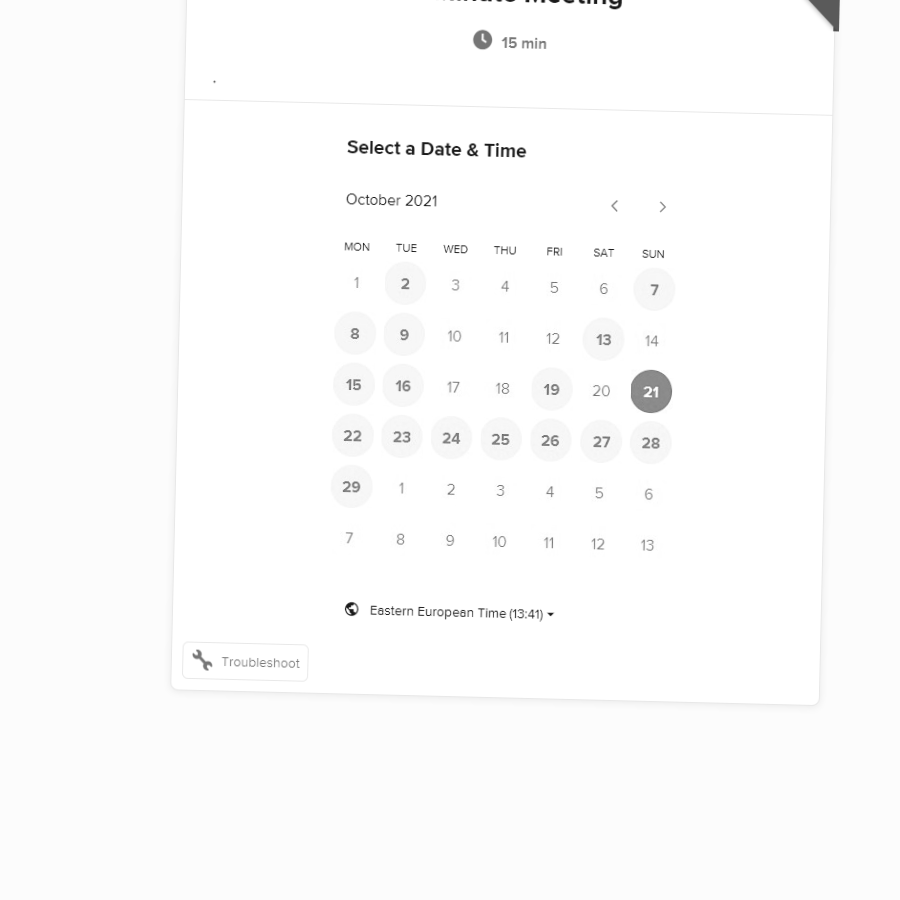 Meeting
15 min
.
Select a Date & Time
October 2021
MON TUE WED THU FRI SAT SUN
1 2 3 4 5 6 7
8 9 10 11 12 13 14
15 16 17 18 19 20 21
22 23 24 25 26 27 28
29 1 2 3 4 5 6
7 8 9 10 11 12 13
Eastern European Time (13:41)
Troubleshoot